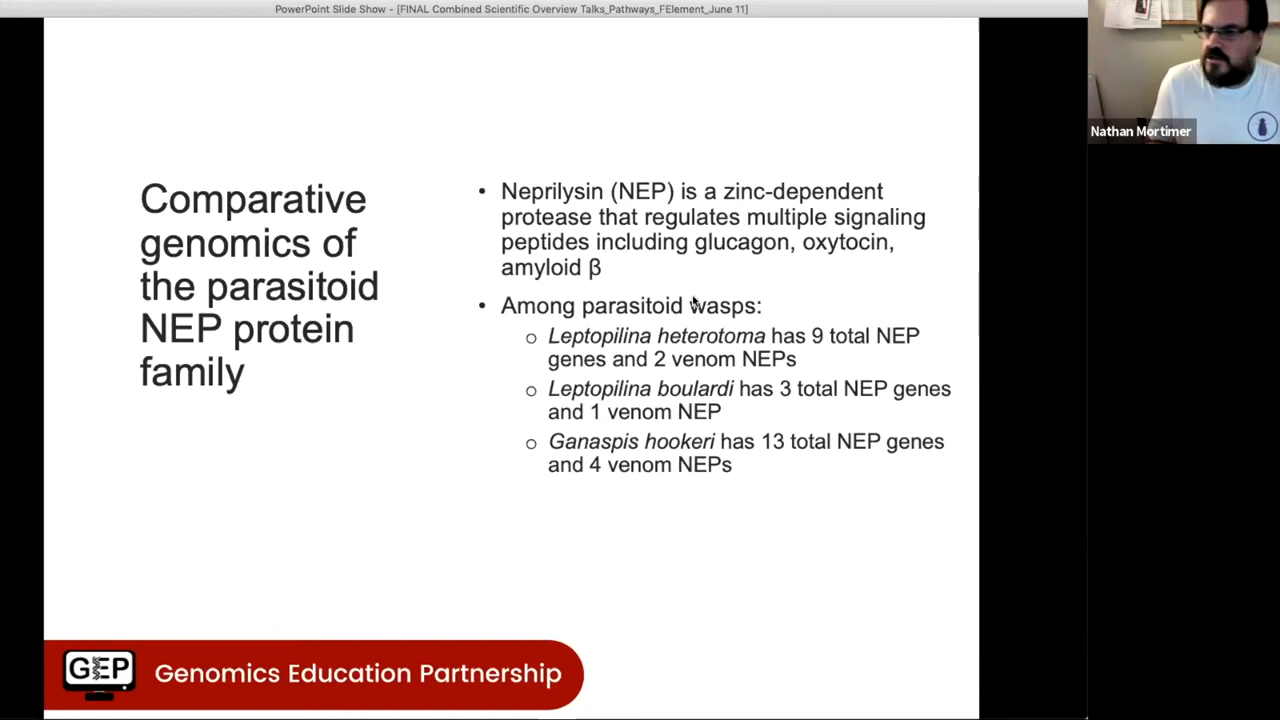 PowerPoint Slide Show - [FINAL Combined Scientific Overview Talks_Pathways_FElement_June 11]
Nathan Mortimer
Comparative
genomics of
the parasitoid
NEP protein
family
• Neprilysin (NEP) is a zinc-dependent
protease that regulates multiple signaling
peptides including glucagon, oxytocin,
amyloid β
• Among parasitoid wasps:
o Leptopilina heterotoma has 9 total NEP
genes and 2 venom NEPs
o Leptopilina boulardi has 3 total NEP genes
and 1 venom NEP
o Ganaspis hookeri has 13 total NEP genes
and 4 venom NEPs
GEP
Genomics Education Partnership